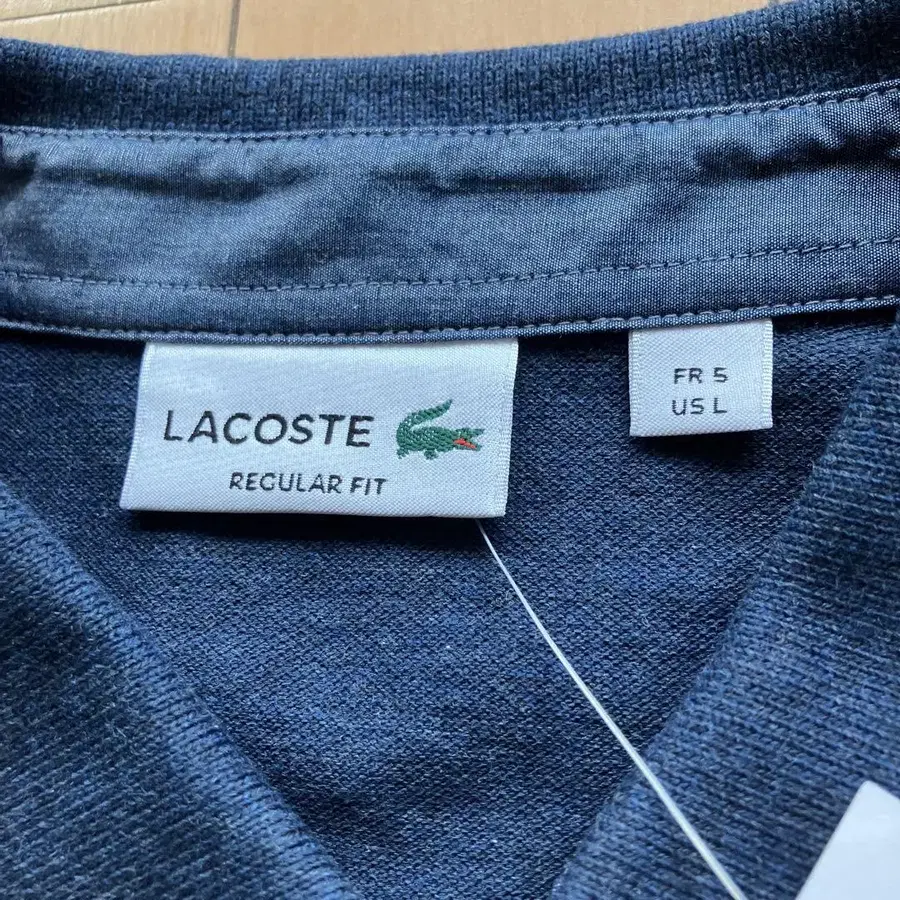 LACOSTE
REGULAR FIT
FR 5
US L